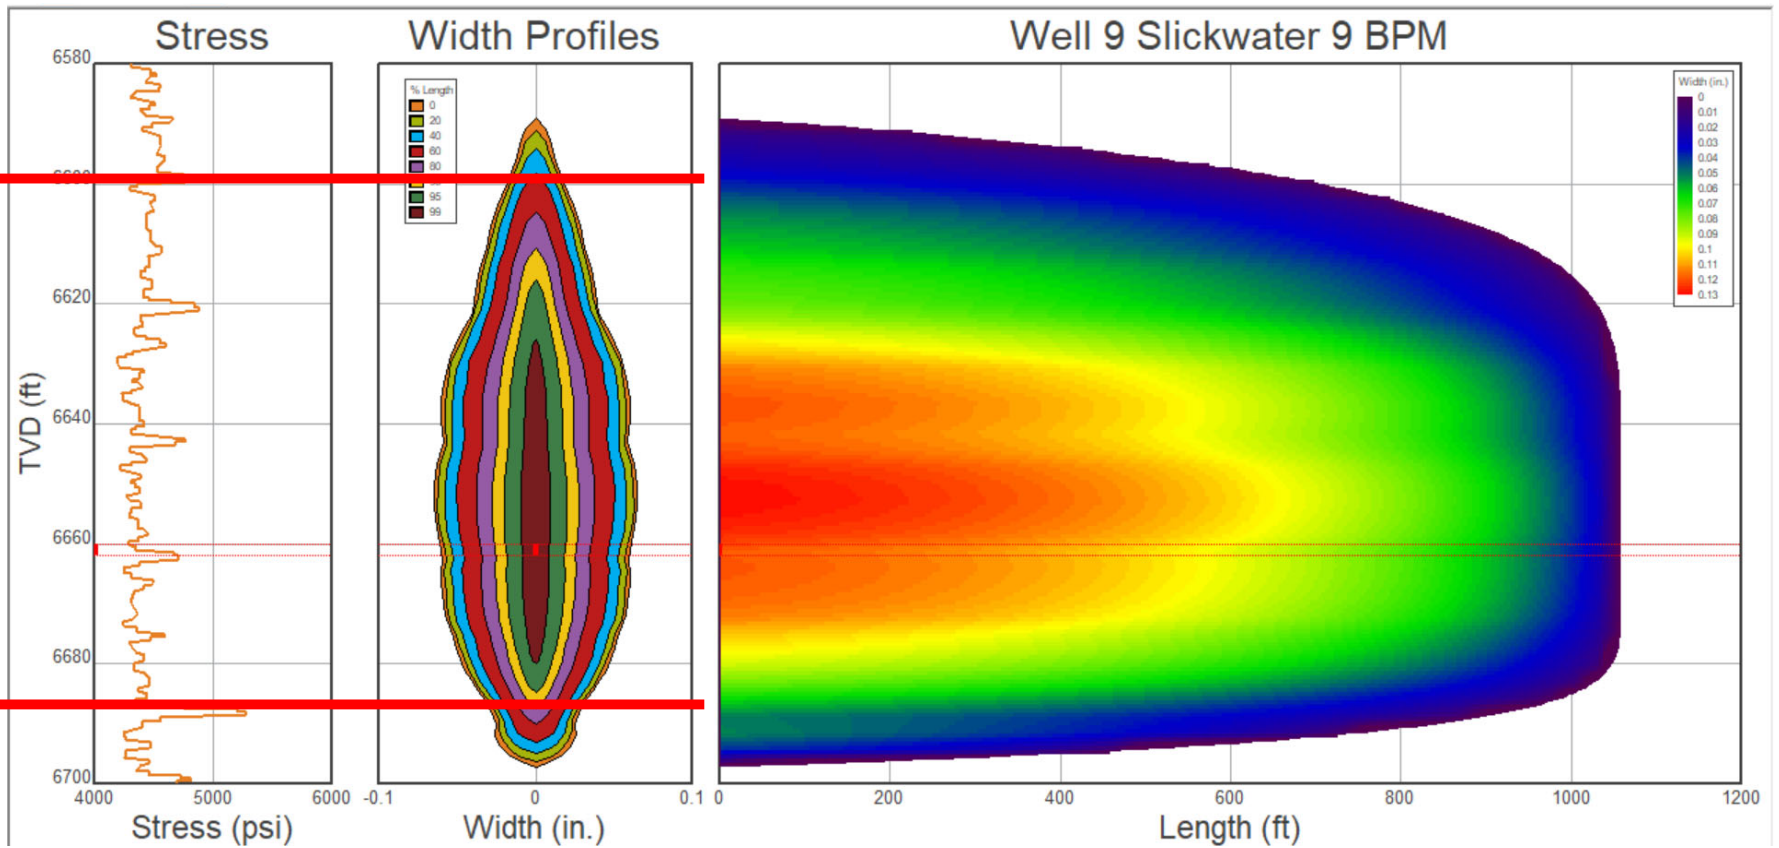 Stress
Width Profiles
Well 9 Slickwater 9 BPM
TVD (ft)
6580
6620
6640
6660
6680
6700
4000 5000 6000
Stress (psi)
% Length
0
20
40
60
80
95
99
-0.1 0 0.1
Width (in.)
Width (in.)
0
0.01
0.02
0.03
0.04
0.05
0.06
0.07
0.08
0.09
0.1
0.11
0.12
0.13
0 200 400 600 800 1000 1200
Length (ft)